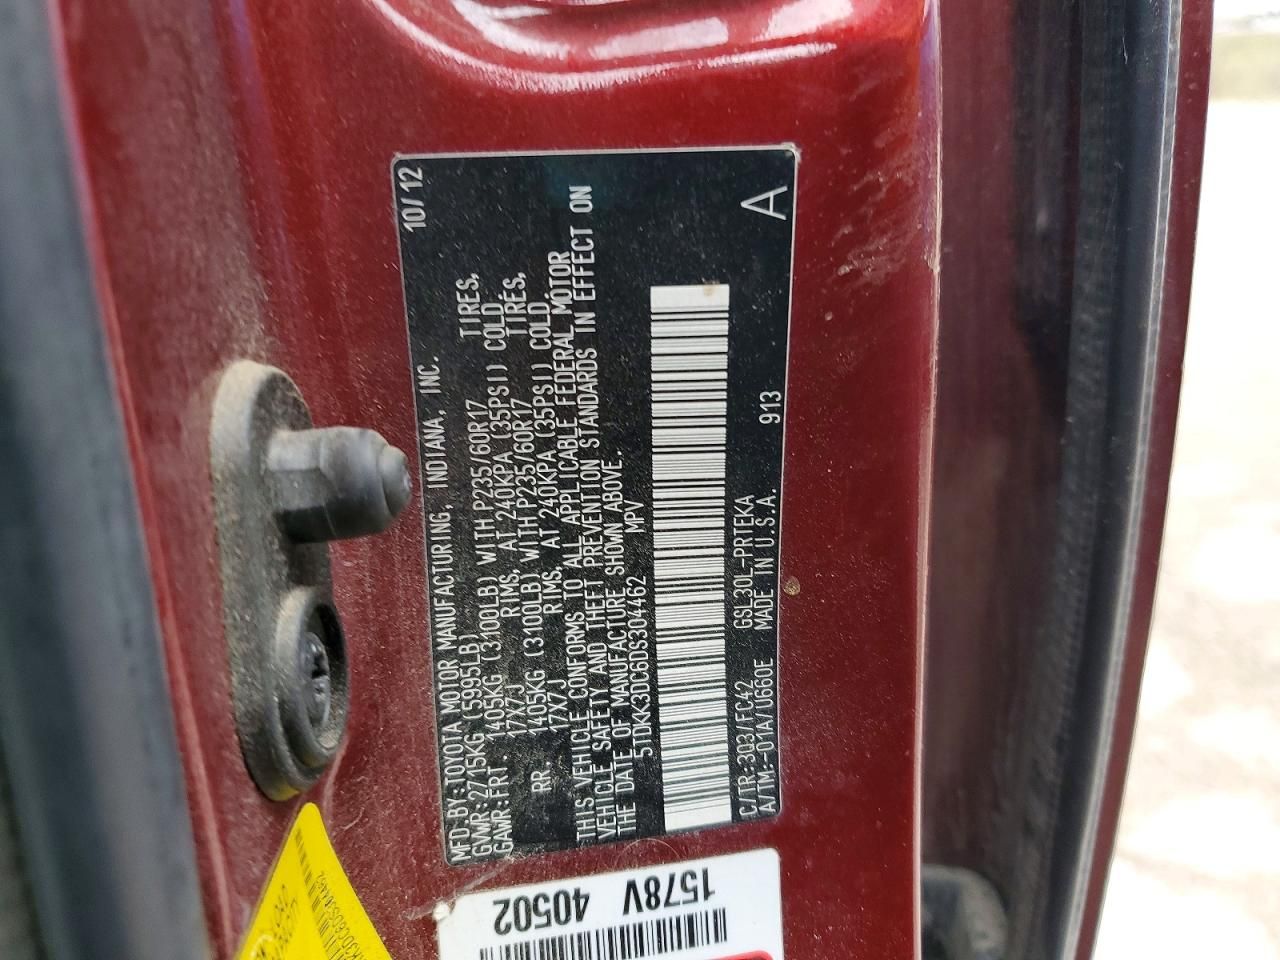 MFD.BY:TOYOTA MOTOR MANUFACTURING, INDIANA, INC. 10/12
GVWR:2715KG (5995LB)
GAWR:FRT. 1405KG (3100LB) WITH P235/60R17 TIRES,
17X7J RIMS, AT 240KPA (35PSI) COLD.
RR. 1405KG (3100LB) WITH P235/60R17 TIRES,
17X7J RIMS, AT 240KPA (35PSI) COLD.
THIS VEHICLE CONFORMS TO ALL APPLICABLE FEDERAL MOTOR
VEHICLE SAFETY AND THEFT PREVENTION STANDARDS IN EFFECT ON
THE DATE OF MANUFACTURE SHOWN ABOVE.
5TDKK3DC6DS304462 MPV
C/TR:303/FC42 GSL30L-PRTEKA
A/TM:-01A/U660E MADE IN U.S.A. 913 A
1578V
40502